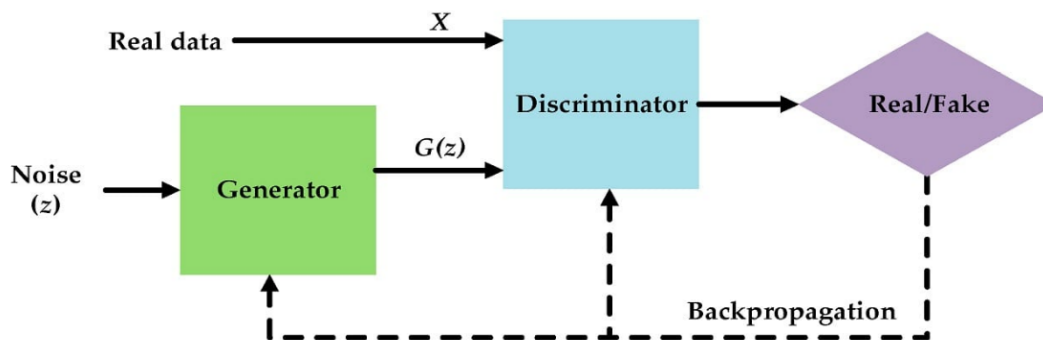 X
Real data
Discriminator
Real/Fake
G(z)
Noise
(z)
Generator
Backpropagation